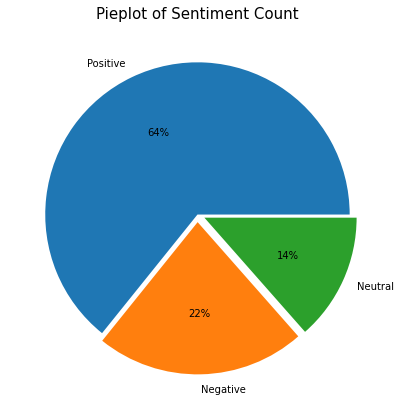 Pieplot of Sentiment Count
Positive
64%
14%
Neutral
22%
Negative